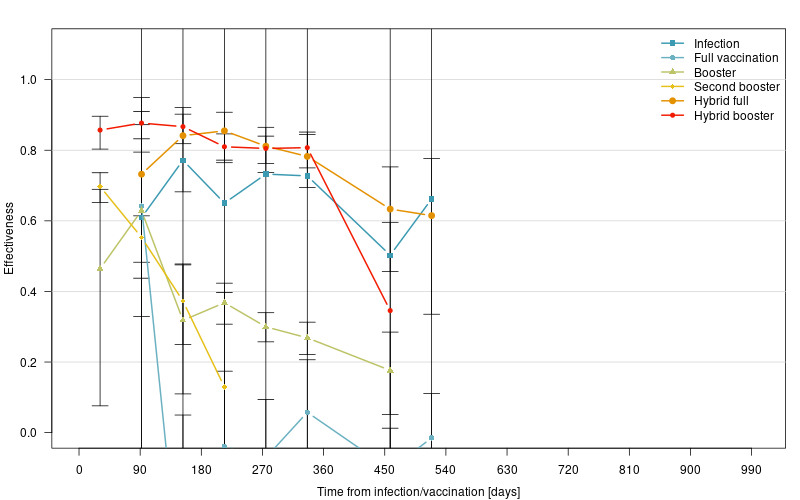 Infection
Full vaccination
Booster
Second booster
Hybrid full
Hybrid booster
1.0
0.8
0.6
0.4
0.2
0.0
Effectiveness
0 90 180 270 360 450 540 630 720 810 900 990
Time from infection/vaccination [days]